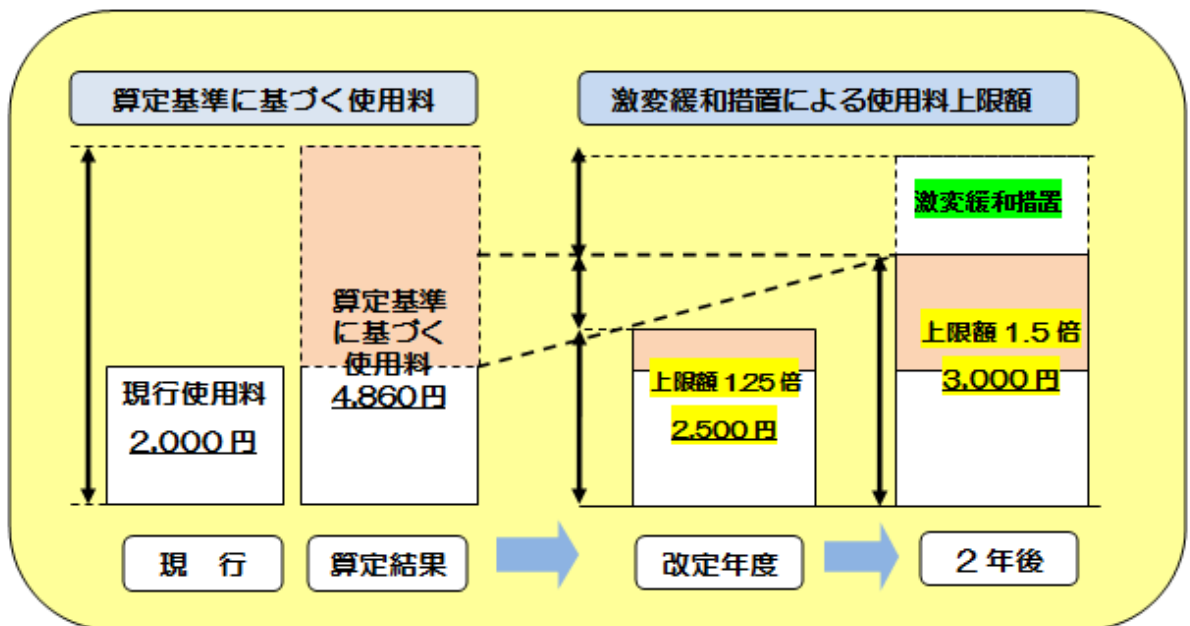 算定基準に基づく使用料
激変緩和措置による使用料上限額
現行使用料
2,000円
算定基準
に基づく
使用料
4,860円
上限額 1.25 倍
2,500 円
激変緩和措置
上限額 1.5 倍
3,000 円
現 行
算定結果
改定年度
2 年後